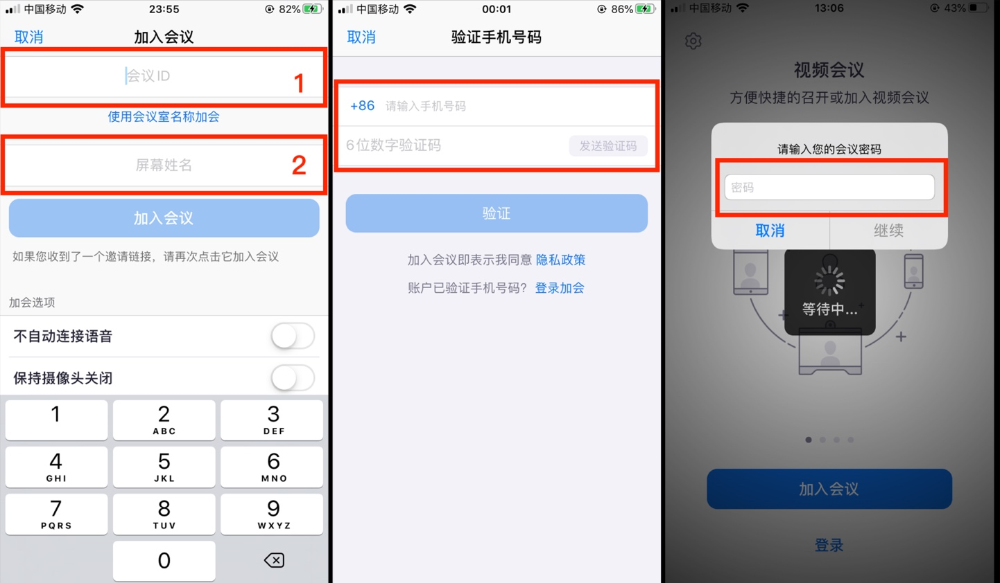 中国移动 23:55 82%
取消 加入会议
会议ID 1
使用会议室名称加会
屏幕姓名 2
加入会议
如果您收到了一个邀请链接，请再次点击它加入会议
加会选项
不自动连接语音
保持摄像头关闭
1
2 ABC
3 DEF
4 GHI
5 JKL
6 MNO
7 PQRS
8 TUV
9 WXYZ
0
中国移动 00:01 86%
取消 验证手机号码
+86 请输入手机号码
6位数字验证码 发送验证码
验证
加入会议即表示我同意 隐私政策
账户已验证手机号码？ 登录加会
中国移动 13:06 43%
视频会议
方便快捷的召开或加入视频会议
请输入您的会议密码
密码
取消 继续
等待中...
加入会议
登录